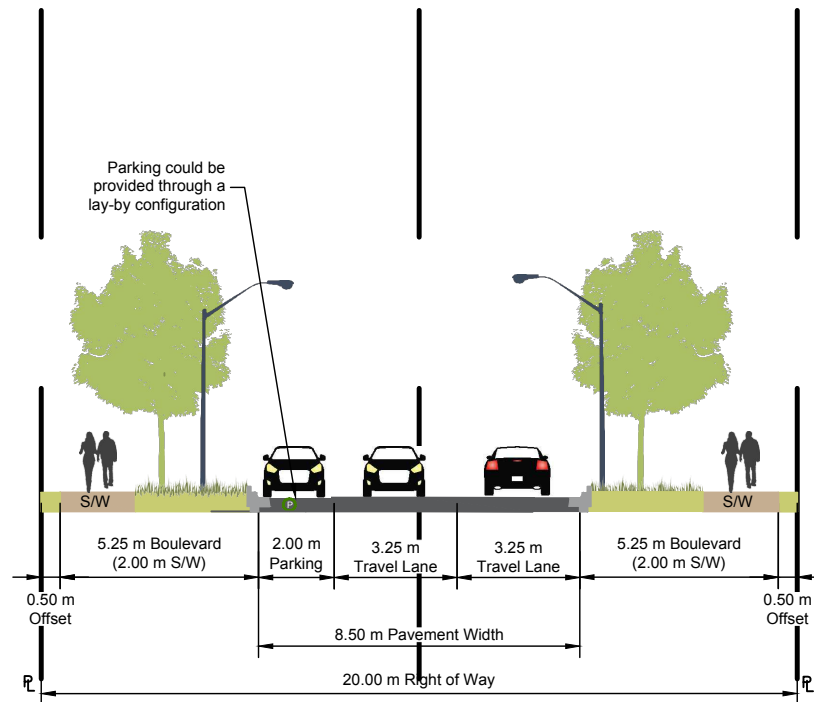 Parking could be
provided through a
lay-by configuration
S/W
P
S/W
5.25 m Boulevard
(2.00 m S/W)
2.00 m
Parking
3.25 m
Travel Lane
3.25 m
Travel Lane
5.25 m Boulevard
(2.00 m S/W)
0.50 m
Offset
0.50 m
Offset
8.50 m Pavement Width
PL
20.00 m Right of Way
PL